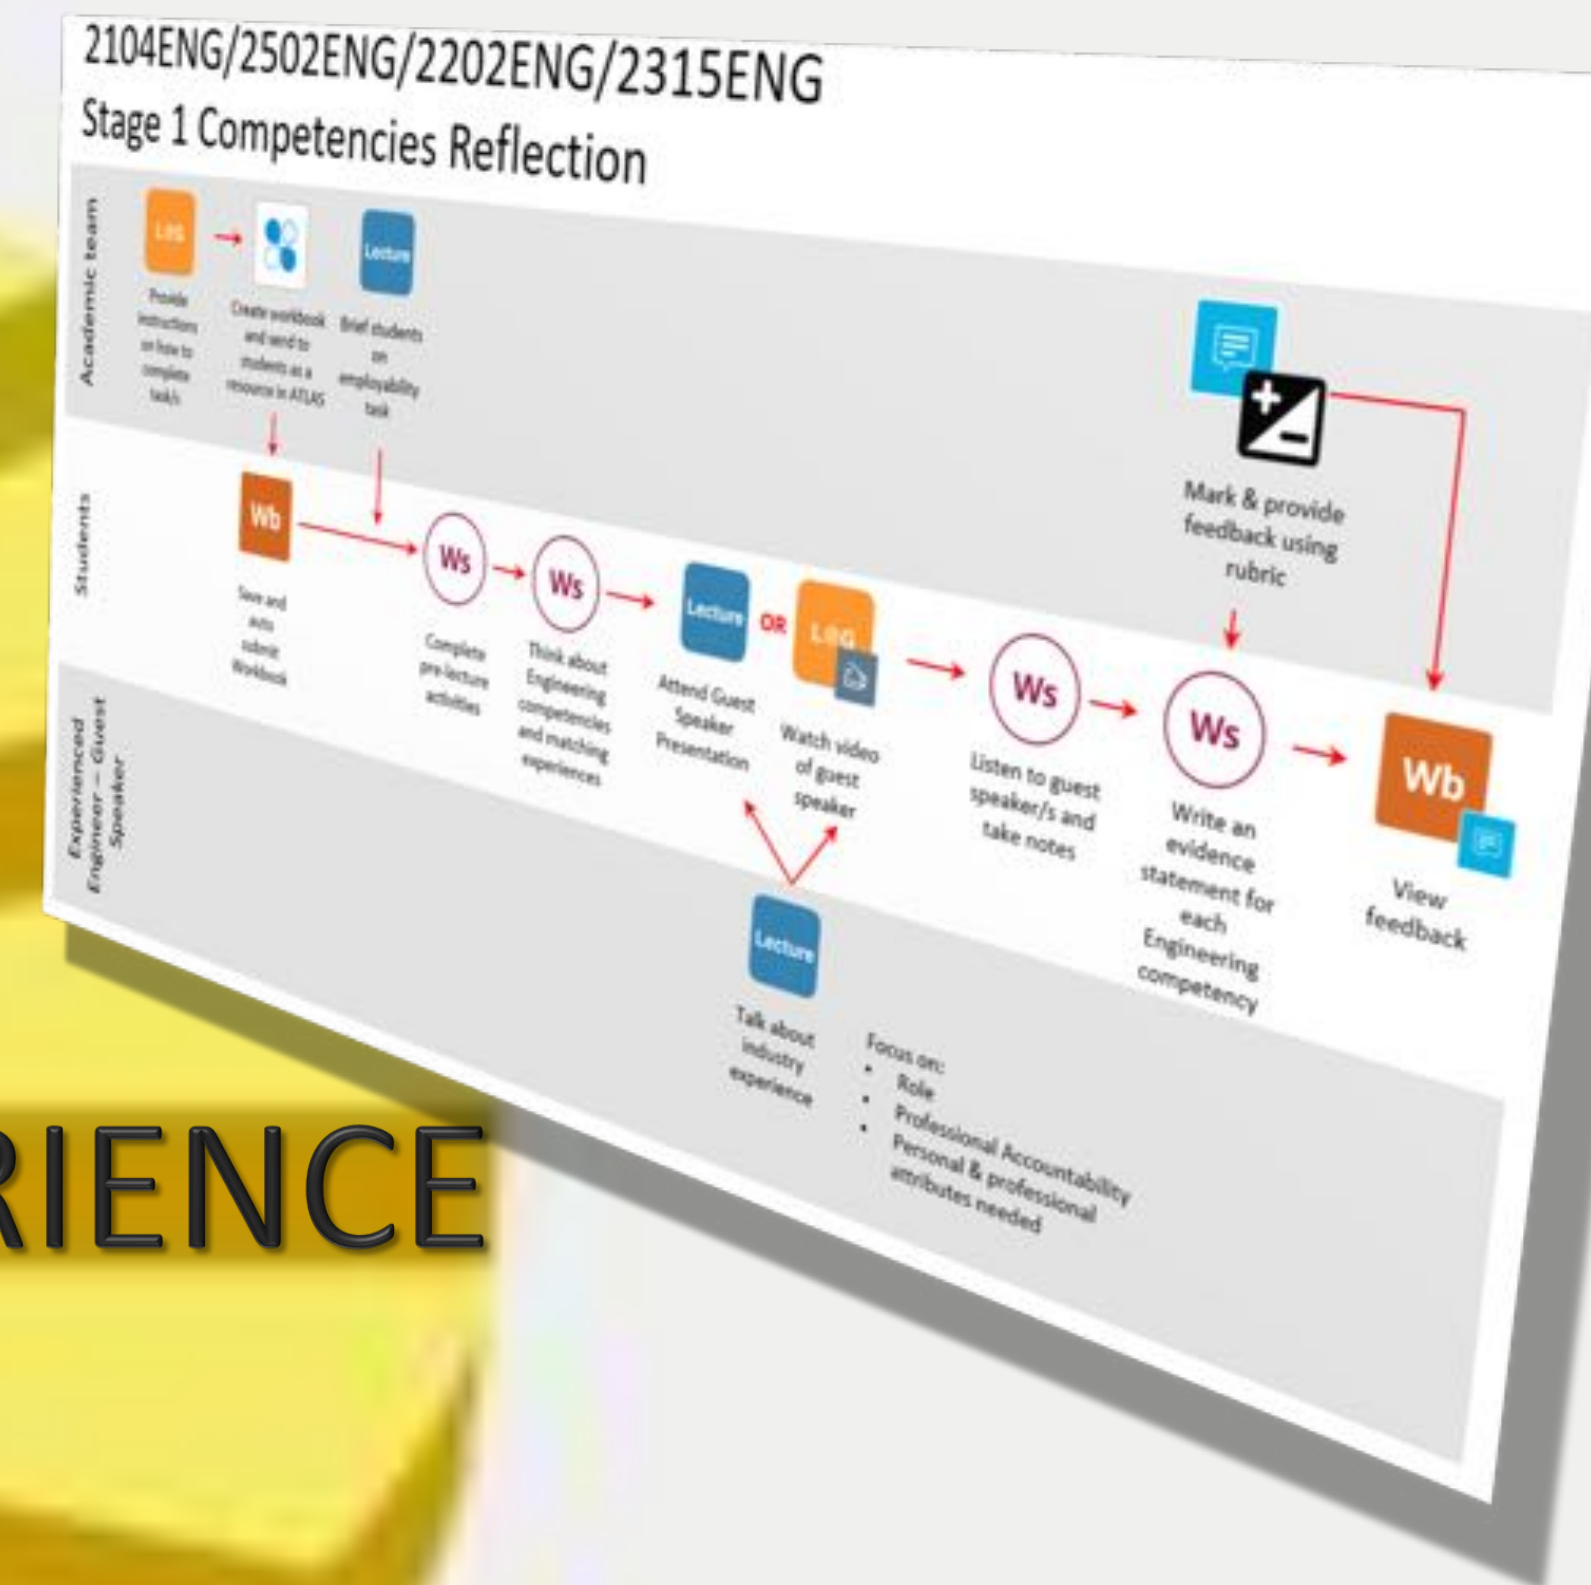 2104ENG/2502ENG/2202ENG/2315ENG
Stage 1 Competencies Reflection
Academic team
L@G
Provide
instructions
on how to
complete
task/s
Create workbook
and send to
students as a
resource in ATLAS
Lecture
Brief students
on
employability
task
Mark & provide
feedback using
rubric
Students
Wb
Save and
auto
submit
Workbook
Ws
Complete
pre-lecture
activities
Ws
Think about
Engineering
competencies
and matching
experiences
Lecture
Attend Guest
Speaker
Presentation
OR
L@G
Watch video
of guest
speaker
Ws
Listen to guest
speaker/s and
take notes
Ws
Write an
evidence
statement for
each
Engineering
competency
Wb
View
feedback
Experienced
Engineer – Guest
Speaker
Lecture
Talk about
industry
experience
Focus on:
• Role
• Professional Accountability
• Personal & professional
attributes needed
RIENCE